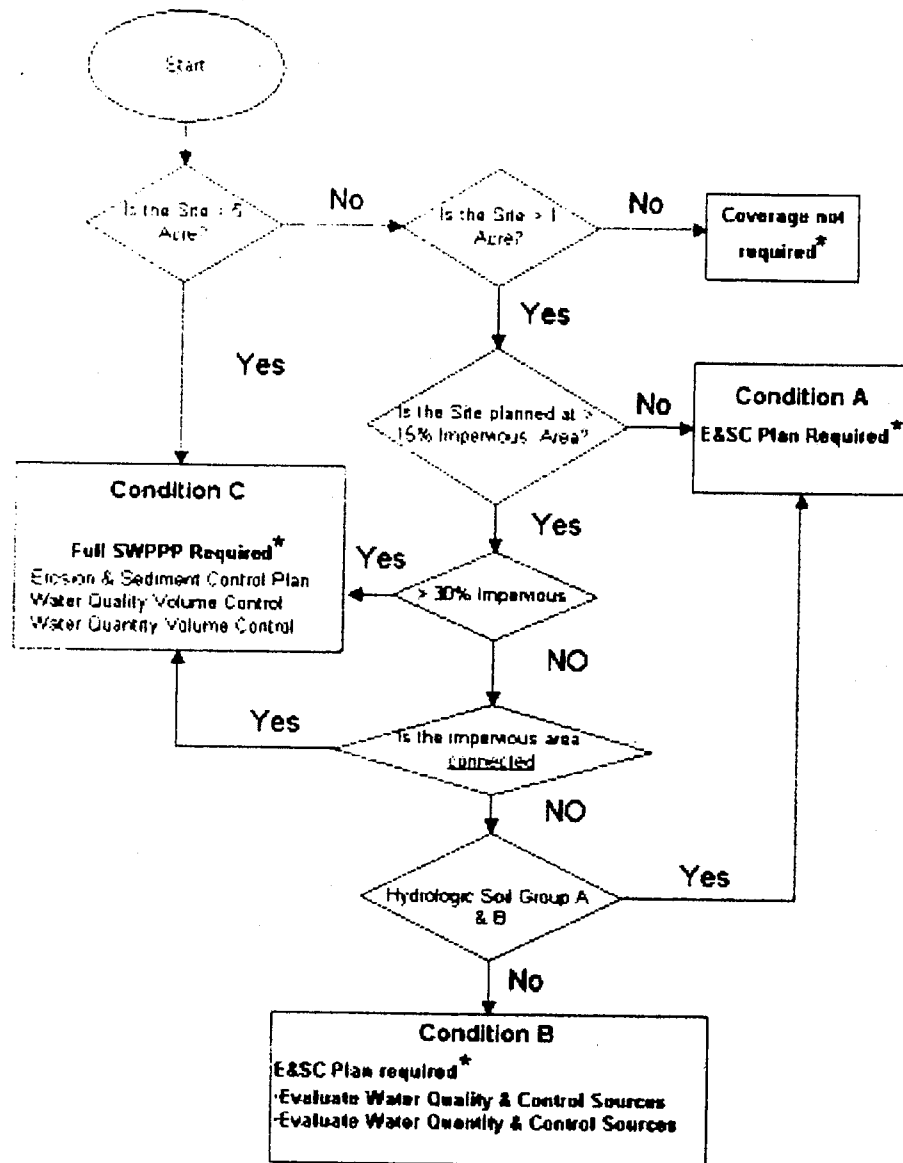 Start
Is the Site > 5
Acre?
No
Is the Site > 1
Acre?
No
Coverage not
required*
Yes
Yes
Is the Site planned at >
15% Impervious Area?
No
Condition A
E&SC Plan Required*
Condition C
Full SWPPP Required*
Erosion & Sediment Control Plan
Water Quality Volume Control
Water Quantity Volume Control
Yes
Yes
> 30% Impervious
NO
Yes
Is the impervious area
connected
NO
Hydrologic Soil Group A
& B
Yes
No
Condition B
E&SC Plan required*
-Evaluate Water Quality & Control Sources
-Evaluate Water Quantity & Control Sources